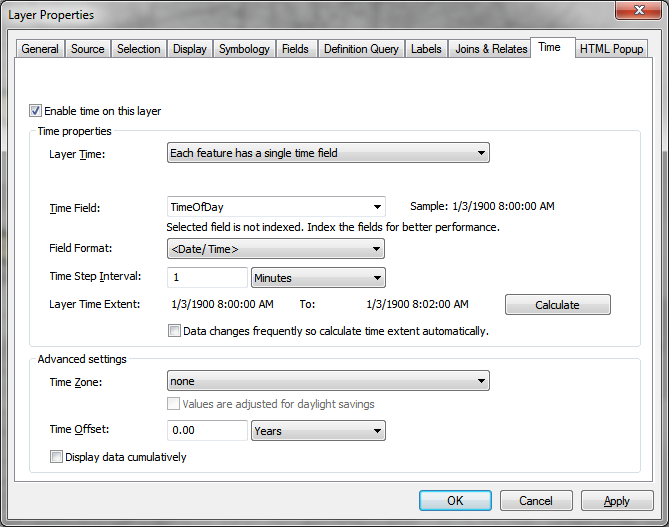 Layer Properties
General Source Selection Display Symbology Fields Definition Query Labels Joins & Relates Time HTML Popup
Enable time on this layer
Time properties
Layer Time: Each feature has a single time field
Time Field: TimeOfDay Sample: 1/3/1900 8:00:00 AM
Selected field is not indexed. Index the fields for better performance.
Field Format: <Date/Time>
Time Step Interval: 1 Minutes
Layer Time Extent: 1/3/1900 8:00:00 AM To: 1/3/1900 8:02:00 AM Calculate
Data changes frequently so calculate time extent automatically.
Advanced settings
Time Zone: none
Values are adjusted for daylight savings
Time Offset: 0.00 Years
Display data cumulatively
OK Cancel Apply